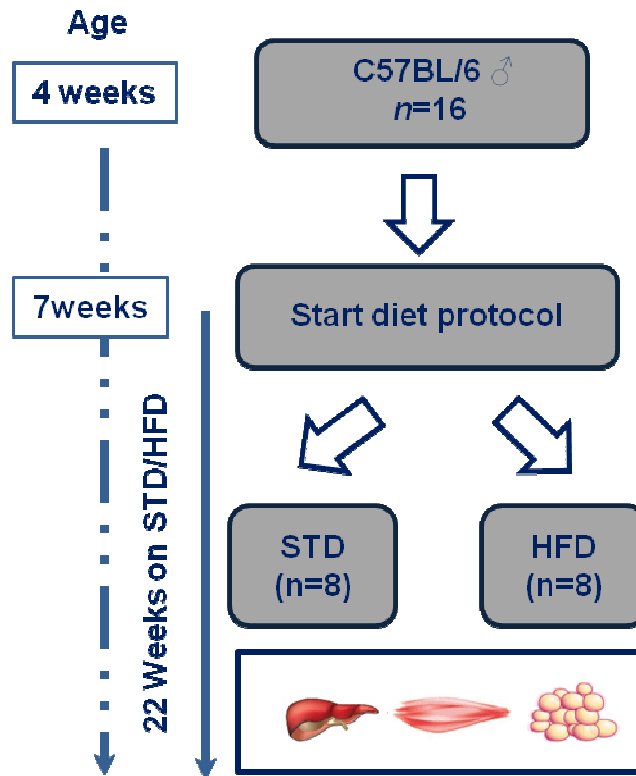 Age
4 weeks
C57BL/6 ♂
n=16
7weeks
Start diet protocol
22 Weeks on STD/HFD
STD
(n=8)
HFD
(n=8)